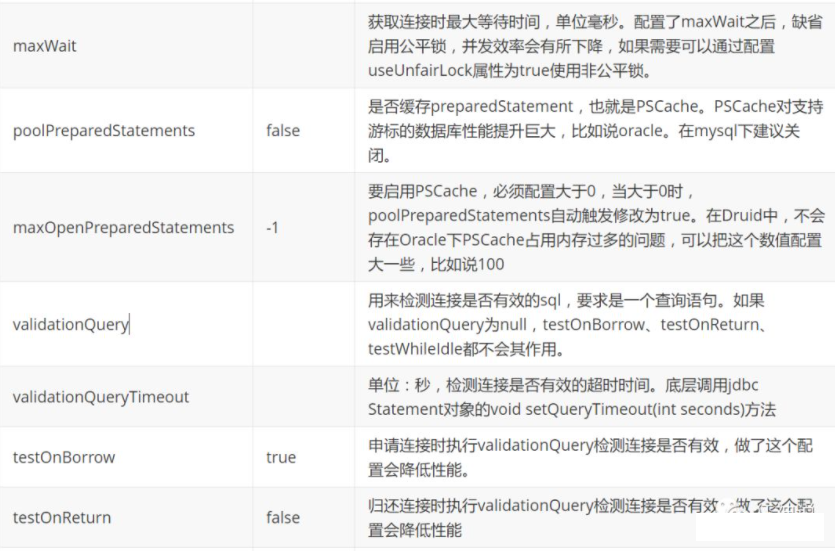 maxWait
获取连接时最大等待时间，单位毫秒。配置了maxWait之后，缺省
启用公平锁，并发效率会有所下降，如果需要可以通过配置
useUnfairLock属性为true使用非公平锁。
poolPreparedStatements
false
是否缓存preparedStatement，也就是PSCache。PSCache对支持
游标的数据库性能提升巨大，比如说oracle。在mysql下建议关
闭。
maxOpenPreparedStatements
-1
要启用PSCache，必须配置大于0，当大于0时，
poolPreparedStatements自动触发修改为true。在Druid中，不会
存在Oracle下PSCache占用内存过多的问题，可以把这个数值配置
大一些，比如说100
validationQuery
用来检测连接是否有效的sql，要求是一个查询语句。如果
validationQuery为null，testOnBorrow、testOnReturn、
testWhileIdle都不会其作用。
validationQueryTimeout
单位：秒，检测连接是否有效的超时时间。底层调用jdbc
Statement对象的void setQueryTimeout(int seconds)方法
testOnBorrow
true
申请连接时执行validationQuery检测连接是否有效，做了这个配
置会降低性能。
testOnReturn
false
归还连接时执行validationQuery检测连接是否有效，做了这个配
置会降低性能